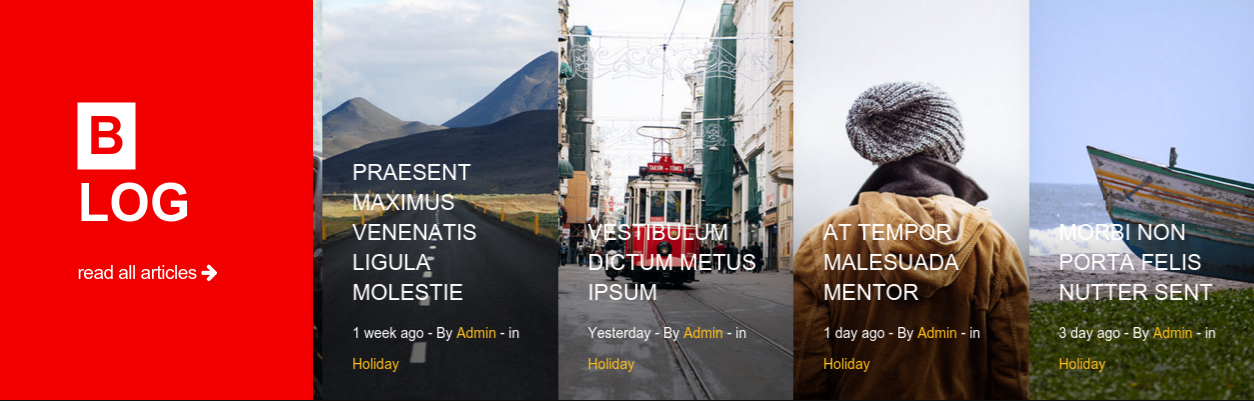 B
LOG
read all articles
PRAESENT
MAXIMUS
VENENATIS
LIGULA
MOLESTIE
1 week ago - By Admin - in
Holiday
VESTIBULUM
DICTUM METUS
IPSUM
Yesterday - By Admin - in
Holiday
AT TEMPOR
MALESUADA
MENTOR
1 day ago - By Admin - in
Holiday
MORBI NON
PORTA FELIS
NUTTER SENT
3 day ago - By Admin - in
Holiday